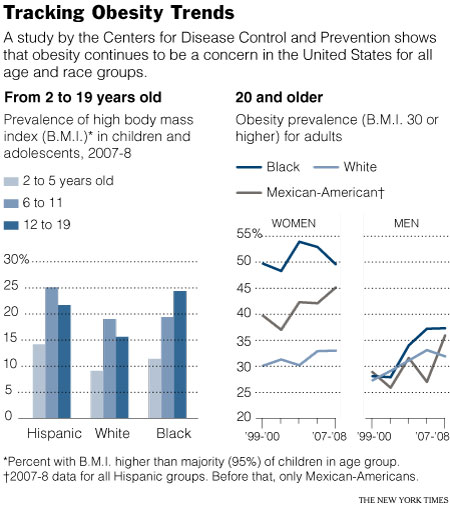 Tracking Obesity Trends
A study by the Centers for Disease Control and Prevention shows
that obesity continues to be a concern in the United States for all
age and race groups.
From 2 to 19 years old
Prevalence of high body mass
index (B.M.I.)* in children and
adolescents, 2007-8
2 to 5 years old
6 to 11
12 to 19
30%
25
20
15
10
5
0
Hispanic White Black
20 and older
Obesity prevalence (B.M.I. 30 or
higher) for adults
Black White
Mexican-American†
WOMEN MEN
55%
50
45
40
35
30
25
20
'99-'00 '07-'08 '99-'00 '07-'08
*Percent with B.M.I. higher than majority (95%) of children in age group.
†2007-8 data for all Hispanic groups. Before that, only Mexican-Americans.
THE NEW YORK TIMES